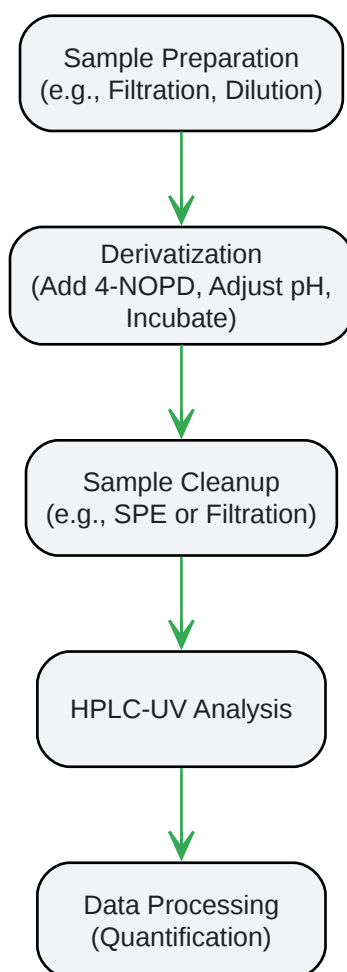 Sample Preparation
(e.g., Filtration, Dilution)
Derivatization
(Add 4-NOPD, Adjust pH,
Incubate)
Sample Cleanup
(e.g., SPE or Filtration)
HPLC-UV Analysis
Data Processing
(Quantification)